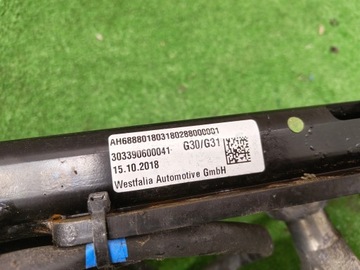 AH688801803180288000001
303390600041 G30/G31
15.10.2018
Westfalia Automotive GmbH